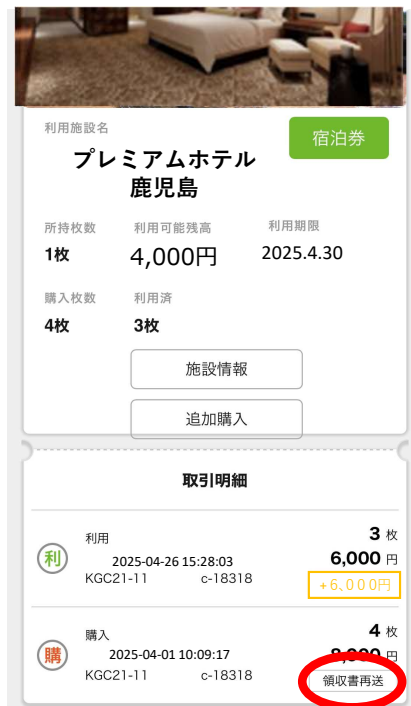 利用施設名
宿泊券
プレミアムホテル
鹿児島
所持枚数 利用可能残高 利用期限
1枚 4,000円 2025.4.30
購入枚数 利用済
4枚 3枚
施設情報
追加購入
取引明細
利用 3 枚
利 2025-04-26 15:28:03 6,000 円
KGC21-11 c-18318 +6,000円
購入 4 枚
購 2025-04-01 10:09:17 8,000 円
KGC21-11 c-18318 領収書再送